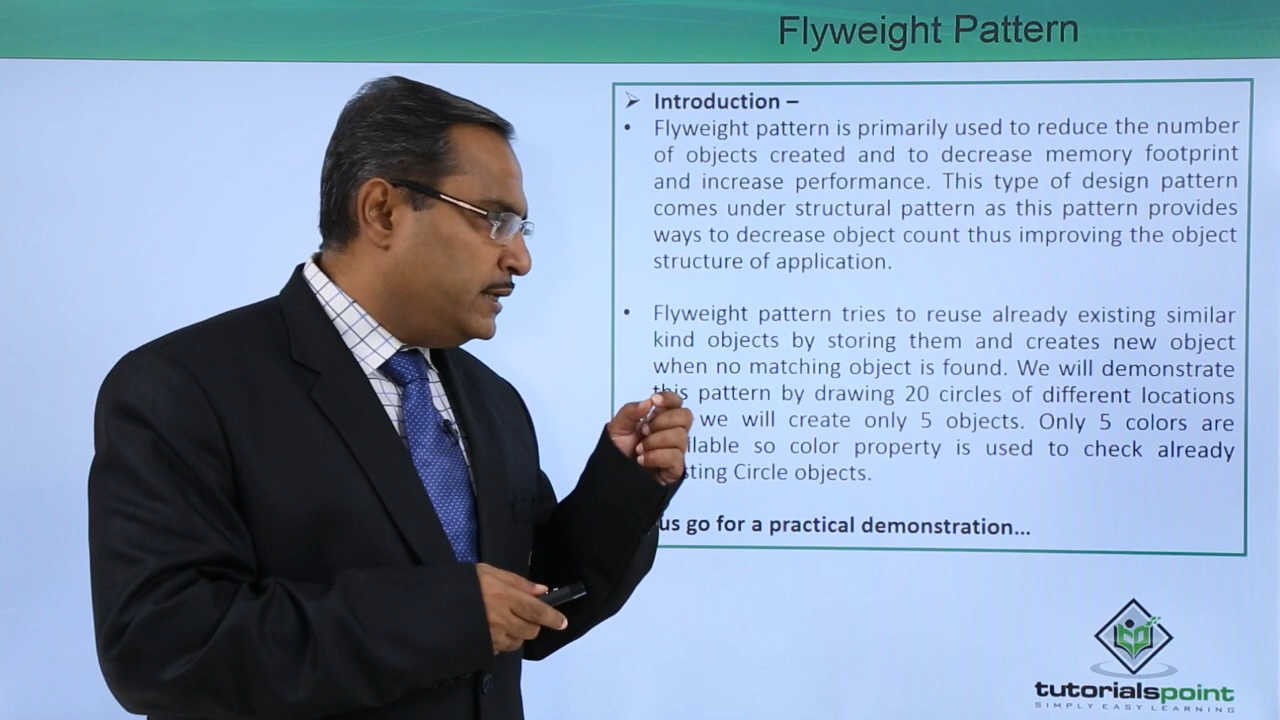 Flyweight Pattern
➤ Introduction –
• Flyweight pattern is primarily used to reduce the number
of objects created and to decrease memory footprint
and increase performance. This type of design pattern
comes under structural pattern as this pattern provides
ways to decrease object count thus improving the object
structure of application.
• Flyweight pattern tries to reuse already existing similar
kind objects by storing them and creates new object
when no matching object is found. We will demonstrate
this pattern by drawing 20 circles of different locations
we will create only 5 objects. Only 5 colors are
so color property is used to check already
Circle objects.
us go for a practical demonstration...
tutorialspoint
SIMPLY EASY LEARNING